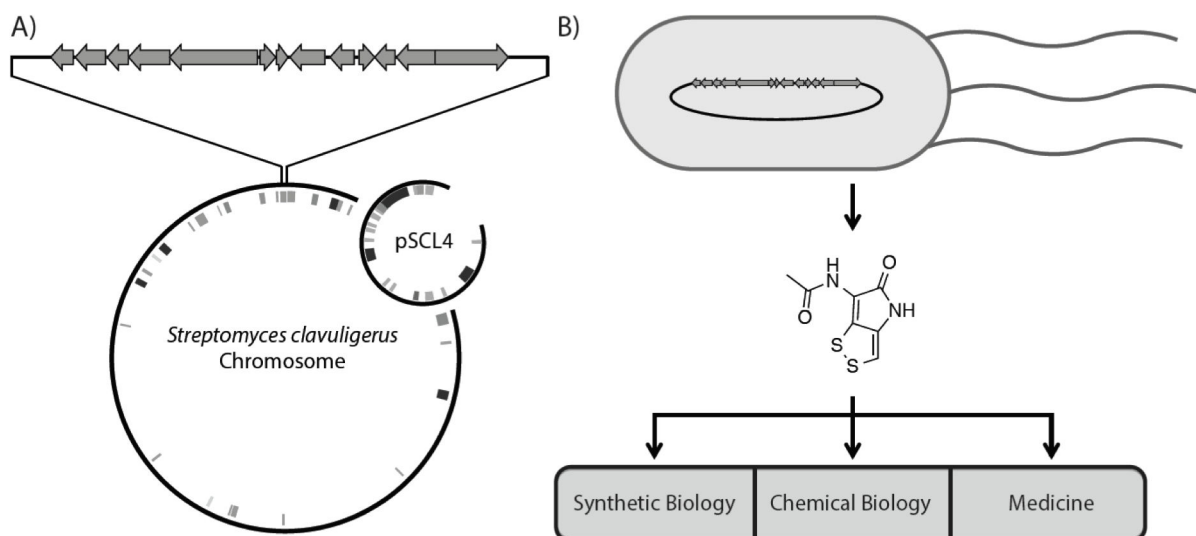 A)
pSCL4
Streptomyces clavuligerus
Chromosome
B)
H
N
O
O
NH
S
S
Synthetic Biology
Chemical Biology
Medicine